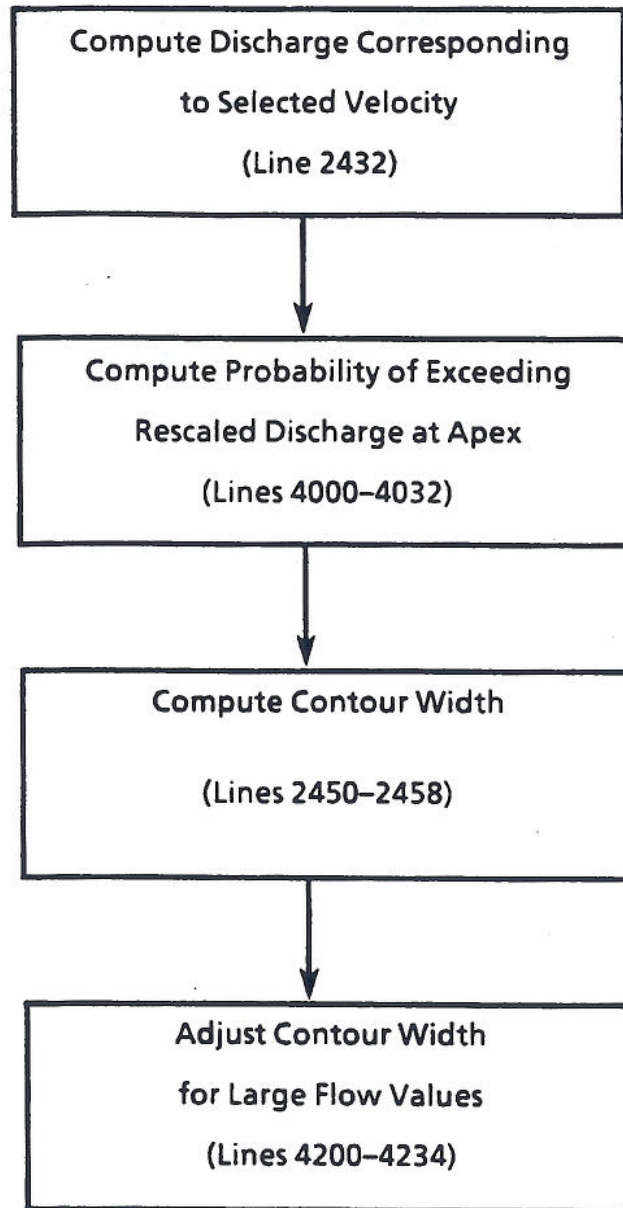 Compute Discharge Corresponding
to Selected Velocity
(Line 2432)
Compute Probability of Exceeding
Rescaled Discharge at Apex
(Lines 4000–4032)
Compute Contour Width
(Lines 2450–2458)
Adjust Contour Width
for Large Flow Values
(Lines 4200–4234)